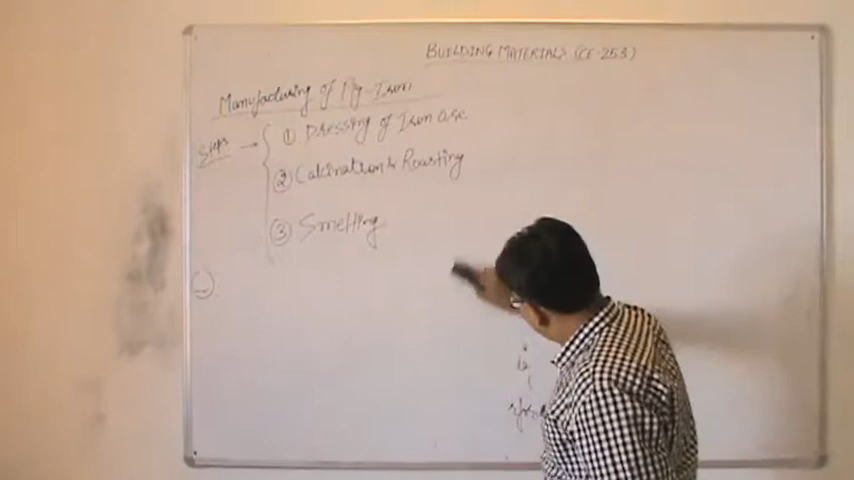 BUILDING MATERIALS (CE-253)
Manufacturing of Pig-Iron
Steps → ① Dressing of Iron ore
② Calcination & Roasting
③ Smelting